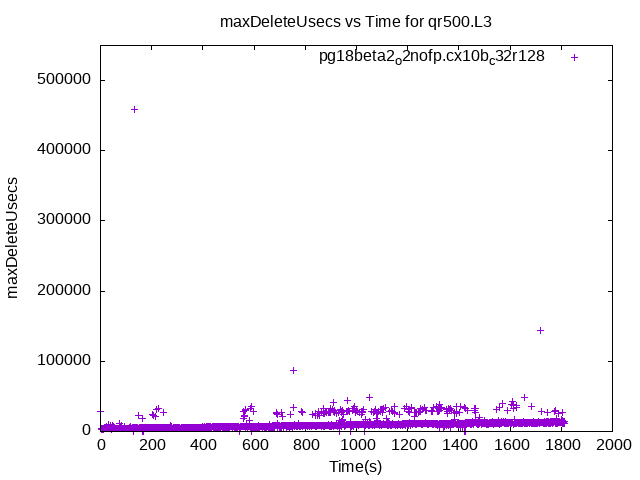 maxDeleteUsecs vs Time for qr500.L3
pg18beta2_o2nofp.cx10b_c32r128
500000
400000
300000
200000
100000
0
maxDeleteUsecs
0 200 400 600 800 1000 1200 1400 1600 1800 2000
Time(s)